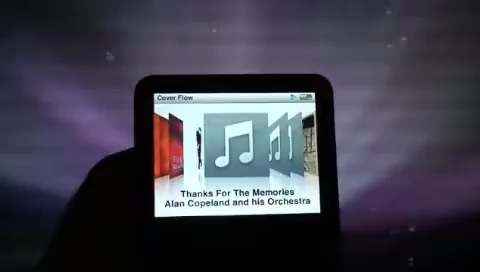 Cover Flow
Thanks For The Memories
Alan Copeland and his Orchestra